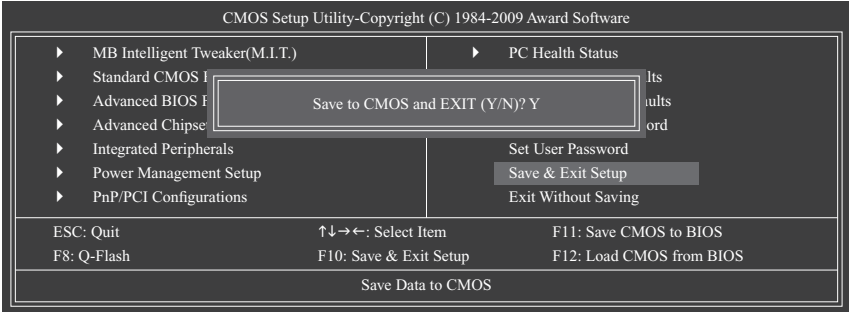 CMOS Setup Utility-Copyright (C) 1984-2009 Award Software
MB Intelligent Tweaker(M.I.T.)
Standard CMOS
Advanced BIOS
Advanced
Integrated Peripherals
Power Management Setup
PnP/PCI Configurations
PC Health Status
Set User Password
Save & Exit Setup
Exit Without Saving
Save to CMOS and EXIT (Y/N)? Y
ESC: Quit
↑↓→←: Select Item
F11: Save CMOS to BIOS
F8: Q-Flash
F10: Save & Exit Setup
F12: Load CMOS from BIOS
Save Data to CMOS